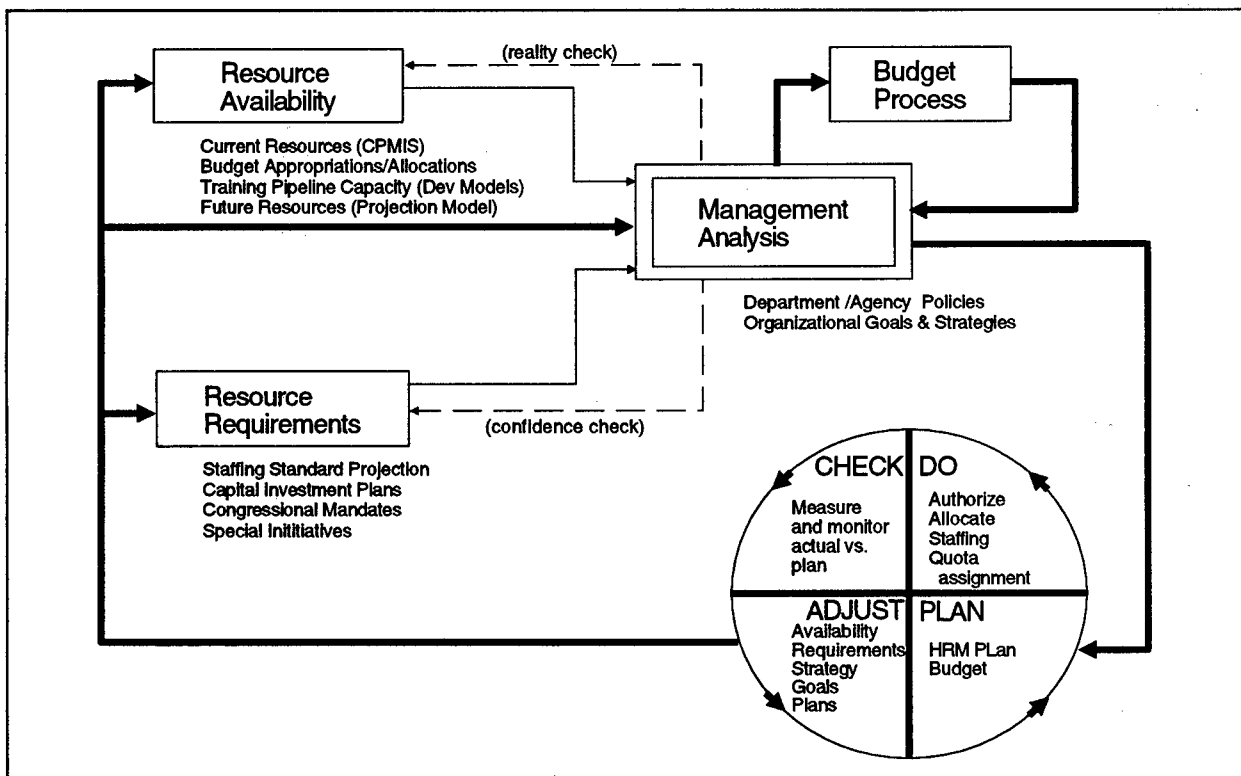 (reality check)
Resource
Availability
Budget
Process
Current Resources (CPMIS)
Budget Appropriations/Allocations
Training Pipeline Capacity (Dev Models)
Future Resources (Projection Model)
Management
Analysis
Department /Agency Policies
Organizational Goals & Strategies
Resource
Requirements
(confidence check)
Staffing Standard Projection
Capital Investment Plans
Congressional Mandates
Special Inititiatives
CHECK
Measure
and monitor
actual vs.
plan
DO
Authorize
Allocate
Staffing
Quota
assignment
ADJUST
Availability
Requirements
Strategy
Goals
Plans
PLAN
HRM PLan
Budget